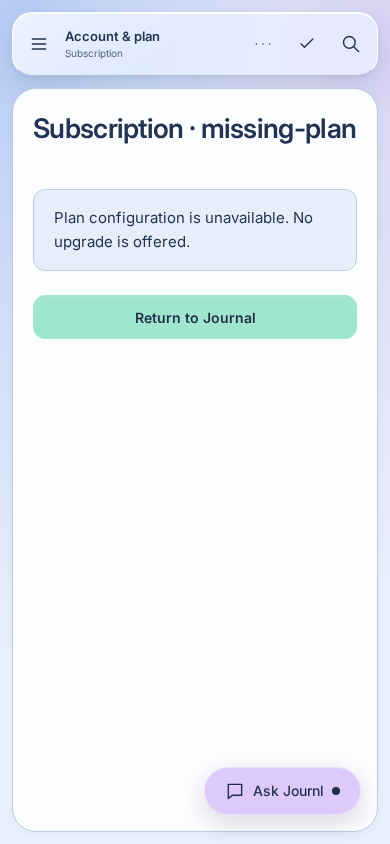 Account & plan
Subscription
Subscription · missing-plan
Plan configuration is unavailable. No
upgrade is offered.
Return to Journal
Ask Journl